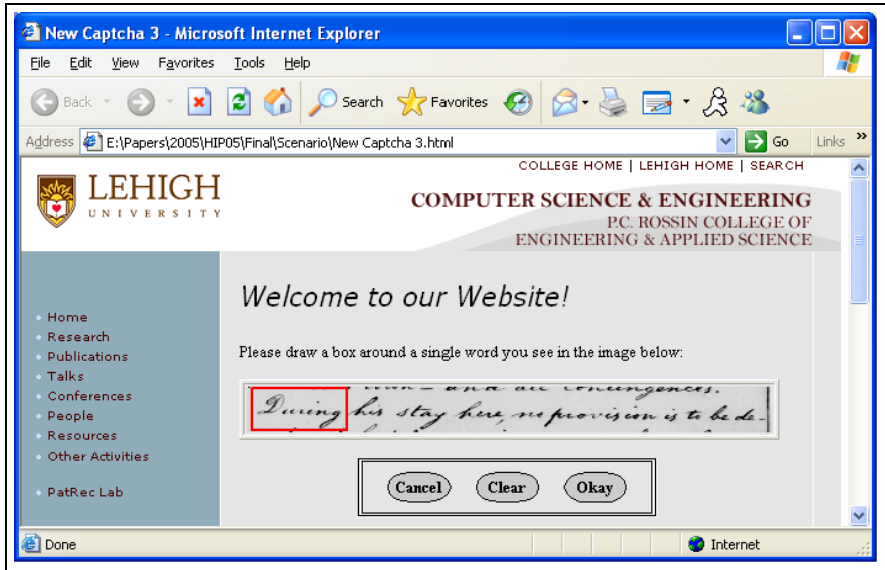 New Captcha 3 - Microsoft Internet Explorer
File Edit View Favorites Tools Help
Back Search Favorites
Address E:\Papers\2005\HIP05\Final\Scenario\New Captcha 3.html Go Links »
COLLEGE HOME | LEHIGH HOME | SEARCH
LEHIGH
UNIVERSITY
COMPUTER SCIENCE & ENGINEERING
P.C. ROSSIN COLLEGE OF
ENGINEERING & APPLIED SCIENCE
Home
Research
Publications
Talks
Conferences
People
Resources
Other Activities
PatRec Lab
Welcome to our Website!
Please draw a box around a single word you see in the image below:
and all contingences.
During his stay here, no provision is to be de-
Cancel Clear Okay
Done Internet